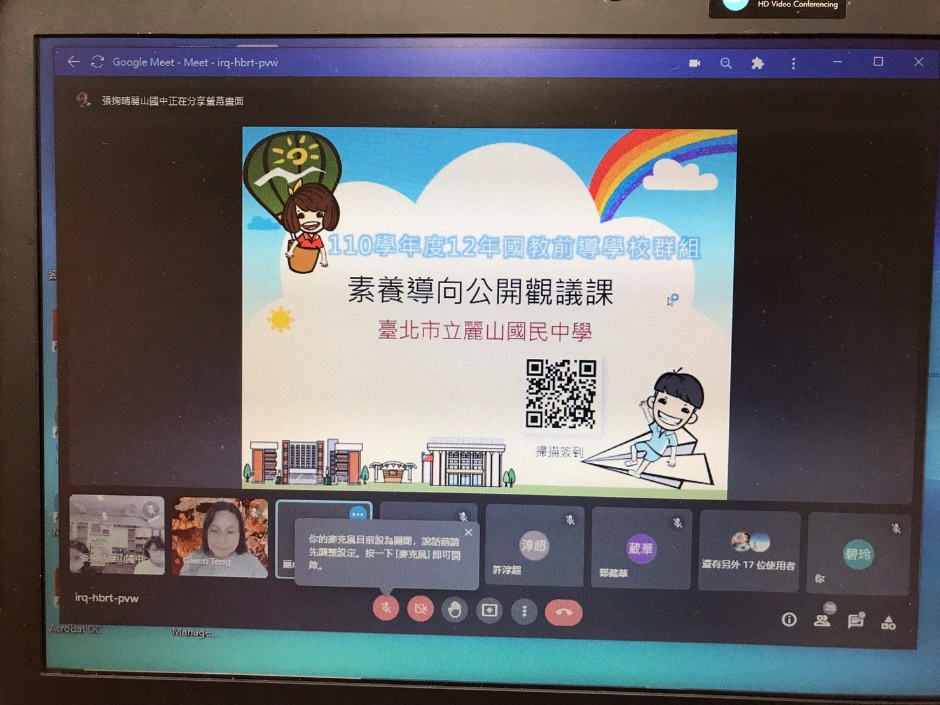 HD Video Conferencing
Google Meet - Meet - irq-hbrt-pvw
張掬晴麗山國中正在分享螢幕畫面
110學年度12年國教前導學校群組
素養導向公開觀議課
臺北市立麗山國民中學
掃描簽到
Gwen Teng
你的麥克風目前設為關閉，說話前請
先調整設定。按一下 [麥克風] 即可開
啟。
淳超
許淳超
葳華
鄭葳華
還有另外 17 位使用者
碧玲
你
irq-hbrt-pvw
Acrobat DC
Manage...